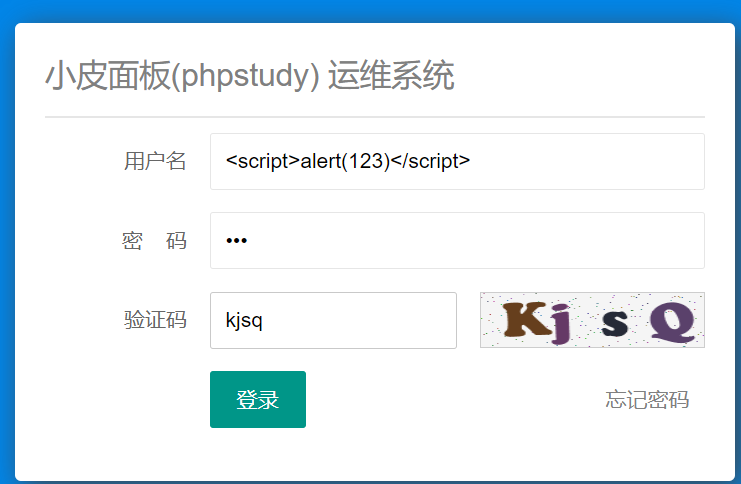 小皮面板(phpstudy) 运维系统
用户名 <script>alert(123)</script>
密 码 •••
验证码 kjsq KjsQ
登录 忘记密码